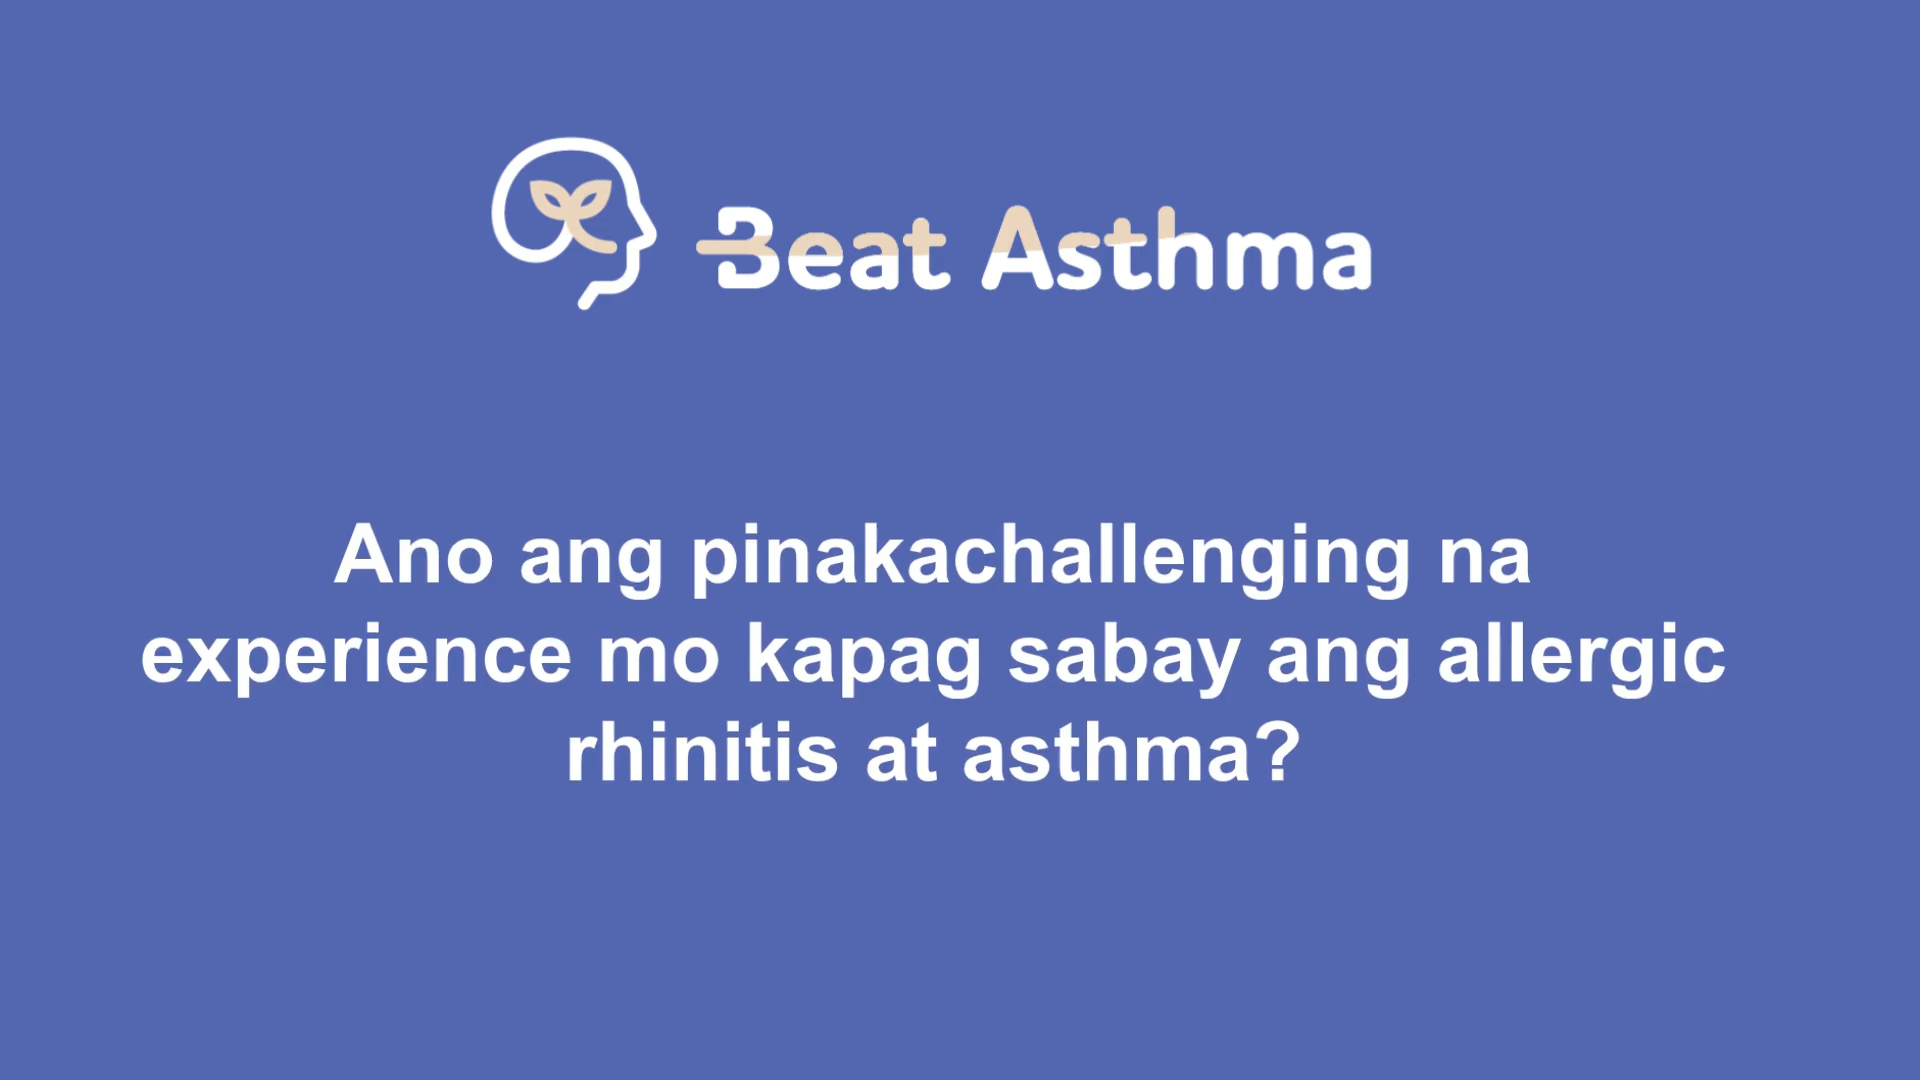 Beat Asthma
Ano ang pinakachallenging na
experience mo kapag sabay ang allergic
rhinitis at asthma?